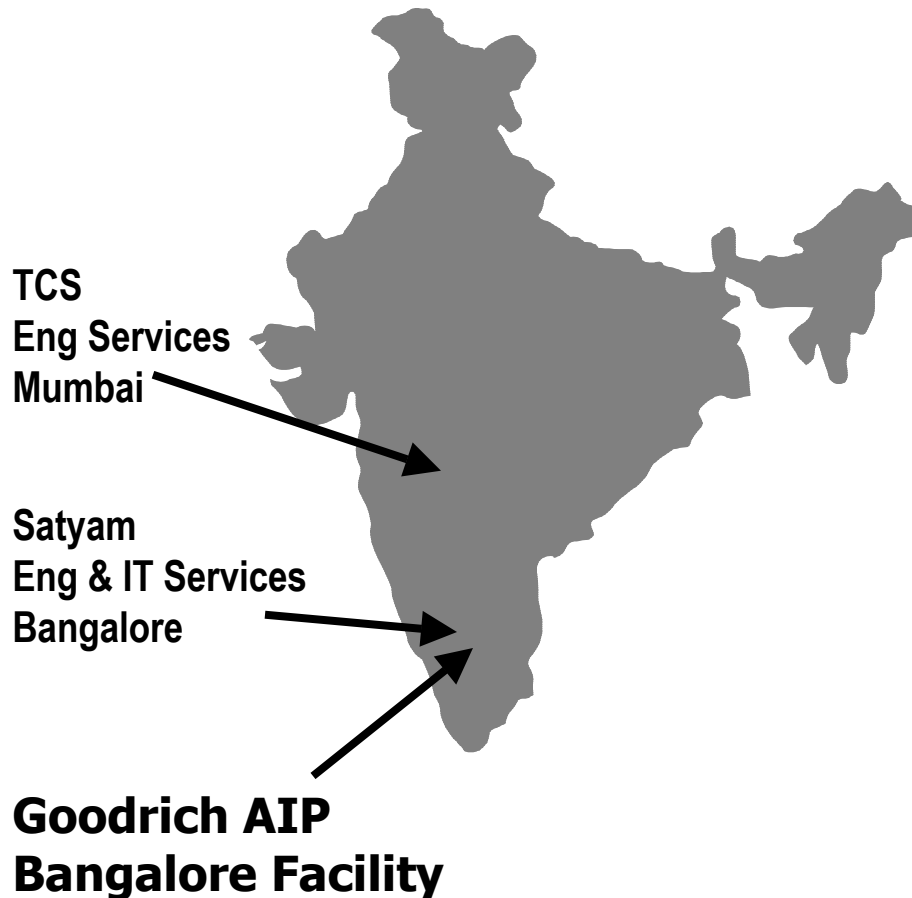 TCS
Eng Services
Mumbai
Satyam
Eng & IT Services
Bangalore
Goodrich AIP
Bangalore Facility